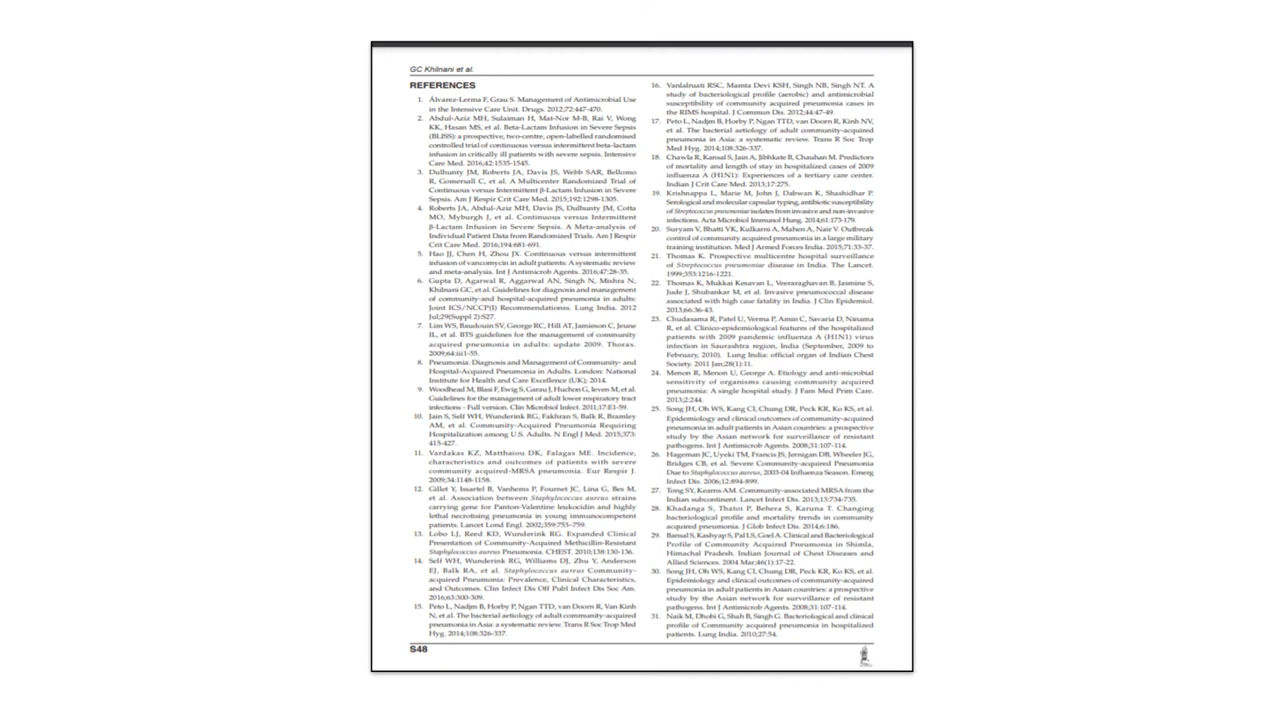 GC Khilnani et al.
REFERENCES
1. Álvarez-Lerma F, Grau S. Management of Antimicrobial Use
in the Intensive Care Unit. Drugs. 2012;72:447-470.
2. Abdul-Aziz MH, Sulaiman H, Mat-Nor M-B, Rai V, Wong
KK, Hasan MS, et al. Beta-Lactam Infusion in Severe Sepsis
(BLISS): a prospective, two-centre, open-labelled randomised
controlled trial of continuous versus intermittent beta-lactam
infusion in critically ill patients with severe sepsis. Intensive
Care Med. 2016;42:1535-1545.
3. Dulhunty JM, Roberts JA, Davis JS, Webb SAR, Bellomo
R, Gomersall C, et al. A Multicenter Randomized Trial of
Continuous versus Intermittent β-Lactam Infusion in Severe
Sepsis. Am J Respir Crit Care Med. 2015;192:1298-1305.
4. Roberts JA, Abdul-Aziz MH, Davis JS, Dulhunty JM, Cotta
MO, Myburgh J, et al. Continuous versus Intermittent
β-Lactam Infusion in Severe Sepsis. A Meta-analysis of
Individual Patient Data from Randomized Trials. Am J Respir
Crit Care Med. 2016;194:681-691.
5. Hao JJ, Chen H, Zhou JX. Continuous versus intermittent
infusion of vancomycin in adult patients: A systematic review
and meta-analysis. Int J Antimicrob Agents. 2016;47:28-35.
6. Gupta D, Agarwal R, Aggarwal AN, Singh N, Mishra N,
Khilnani GC, et al. Guidelines for diagnosis and management
of community-and hospital-acquired pneumonia in adults:
Joint ICS/NCCP(I) Recommendationss. Lung India. 2012
Jul;29(Suppl 2):S27.
7. Lim WS, Baudouin SV, George RC, Hill AT, Jamieson C, Jeune
IL, et al. BTS guidelines for the management of community
acquired pneumonia in adults: update 2009. Thorax.
2009;64:iii1-55.
8. Pneumonia: Diagnosis and Management of Community- and
Hospital-Acquired Pneumonia in Adults. London: National
Institute for Health and Care Excellence (UK); 2014.
9. Woodhead M, Blasi F, Ewig S, Garau J, Huchon G, Ieven M, et al.
Guidelines for the management of adult lower respiratory tract
infections - Full version. Clin Microbiol Infect. 2011;17:E1-59.
10. Jain S, Self WH, Wunderink RG, Fakhran S, Balk R, Bramley
AM, et al. Community-Acquired Pneumonia Requiring
Hospitalization among U.S. Adults. N Engl J Med. 2015;373:
415-427.
11. Vardakas KZ, Matthaiou DK, Falagas ME. Incidence,
characteristics and outcomes of patients with severe
community acquired-MRSA pneumonia. Eur Respir J.
2009;34:1148-1158.
12. Gillet Y, Issartel B, Vanhems P, Fournet JC, Lina G, Bes M,
et al. Association between Staphylococcus aureus strains
carrying gene for Panton-Valentine leukocidin and highly
lethal necrotising pneumonia in young immunocompetent
patients. Lancet Lond Engl. 2002;359:753–759.
13. Lobo LJ, Reed KD, Wunderink RG. Expanded Clinical
Presentation of Community-Acquired Methicillin-Resistant
Staphylococcus aureus Pneumonia. CHEST. 2010;138:130-136.
14. Self WH, Wunderink RG, Williams DJ, Zhu Y, Anderson
EJ, Balk RA, et al. Staphylococcus aureus Community-
acquired Pneumonia: Prevalence, Clinical Characteristics,
and Outcomes. Clin Infect Dis Off Publ Infect Dis Soc Am.
2016;63:300-309.
15. Peto L, Nadjm B, Horby P, Ngan TTD, van Doorn R, Van Kinh
N, et al. The bacterial aetiology of adult community-acquired
pneumonia in Asia: a systematic review. Trans R Soc Trop Med
Hyg. 2014;108:326-337.
16. Vanlalruati RSC, Mamta Devi KSH, Singh NB, Singh NT. A
study of bacteriological profile (aerobic) and antimicrobial
susceptibility of community acquired pneumonia cases in
the RIMS hospital. J Commun Dis. 2012;44:47-49.
17. Peto L, Nadjm B, Horby P, Ngan TTD, van Doorn R, Kinh NV,
et al. The bacterial aetiology of adult community-acquired
pneumonia in Asia: a systematic review. Trans R Soc Trop
Med Hyg. 2014;108:326-337.
18. Chawla R, Kansal S, Jain A, Jibhkate B, Chauhan M. Predictors
of mortality and length of stay in hospitalized cases of 2009
influenza A (H1N1): Experiences of a tertiary care center.
Indian J Crit Care Med. 2013;17:275.
19. Krishnappa L, Marie M, John J, Dabwan K, Shashidhar P.
Serological and molecular capsular typing, antibiotic susceptibility
of Streptococcus pneumoniae isolates from invasive and non-invasive
infections. Acta Microbiol Immunol Hung. 2014;61:173-179.
20. Suryam V, Bhatti VK, Kulkarni A, Mahen A, Nair V. Outbreak
control of community acquired pneumonia in a large military
training institution. Med J Armed Forces India. 2015;71:33-37.
21. Thomas K. Prospective multicentre hospital surveillance
of Streptococcus pneumoniae disease in India. The Lancet.
1999;353:1216-1221.
22. Thomas K, Mukkai Kesavan L, Veeraraghavan B, Jasmine S,
Jude J, Shubankar M, et al. Invasive pneumococcal disease
associated with high case fatality in India. J Clin Epidemiol.
2013;66:36-43.
23. Chudasama R, Patel U, Verma P, Amin C, Savaria D, Ninama
R, et al. Clinico-epidemiological features of the hospitalized
patients with 2009 pandemic influenza A (H1N1) virus
infection in Saurashtra region, India (September, 2009 to
February, 2010). Lung India: official organ of Indian Chest
Society. 2011 Jan;28(1):11.
24. Menon R, Menon U, George A. Etiology and anti-microbial
sensitivity of organisms causing community acquired
pneumonia: A single hospital study. J Fam Med Prim Care.
2013;2:244.
25. Song JH, Oh WS, Kang CI, Chung DR, Peck KR, Ko KS, et al.
Epidemiology and clinical outcomes of community-acquired
pneumonia in adult patients in Asian countries: a prospective
study by the Asian network for surveillance of resistant
pathogens. Int J Antimicrob Agents. 2008;31:107-114.
26. Hageman JC, Uyeki TM, Francis JS, Jernigan DB, Wheeler JG,
Bridges CB, et al. Severe Community-acquired Pneumonia
Due to Staphylococcus aureus, 2003-04 Influenza Season. Emerg
Infect Dis. 2006;12:894-899.
27. Tong SY, Kearns AM. Community-associated MRSA from the
Indian subcontinent. Lancet Infect Dis. 2013;13:734-735.
28. Khadanga S, Thatoi P, Behera S, Karuna T. Changing
bacteriological profile and mortality trends in community
acquired pneumonia. J Glob Infect Dis. 2014;6:186.
29. Bansal S, Kashyap S, Pal LS, Goel A. Clinical and Bacteriological
Profile of Community Acquired Pneumonia in Shimla,
Himachal Pradesh. Indian Journal of Chest Diseases and
Allied Sciences. 2004 Mar;46(1):17-22.
30. Song JH, Oh WS, Kang CI, Chung DR, Peck KR, Ko KS, et al.
Epidemiology and clinical outcomes of community-acquired
pneumonia in adult patients in Asian countries: a prospective
study by the Asian network for surveillance of resistant
pathogens. Int J Antimicrob Agents. 2008;31:107-114.
31. Naik M, Dhobi G, Shah B, Singh G. Bacteriological and clinical
profile of Community acquired pneumonia in hospitalized
patients. Lung India. 2010;27:54.
S48